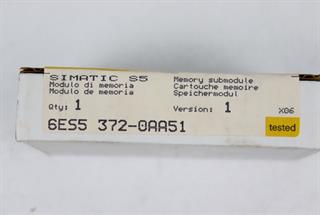 SIMATIC S5
Modulo di memoria
Modulo de memoria
Memory submodule
Cartouche memoire
Speichermodul
Qty: 1
Version: 1
X06
6ES5 372-0AA51
tested